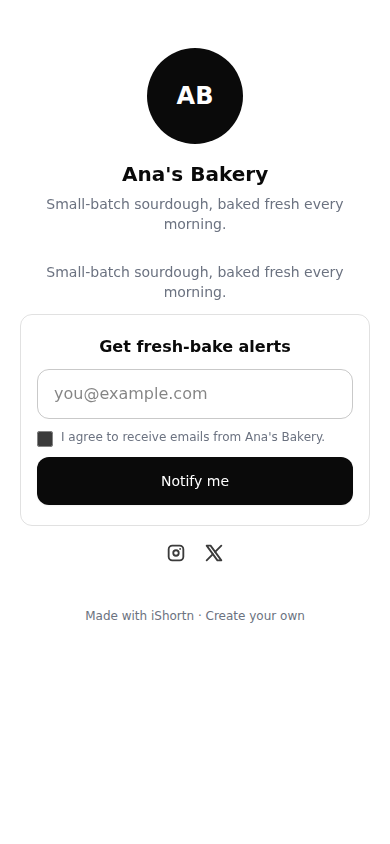 AB
Ana's Bakery
Small-batch sourdough, baked fresh every
morning.
Small-batch sourdough, baked fresh every
morning.
Get fresh-bake alerts
you@example.com
I agree to receive emails from Ana's Bakery.
Notify me
Made with iShortn · Create your own